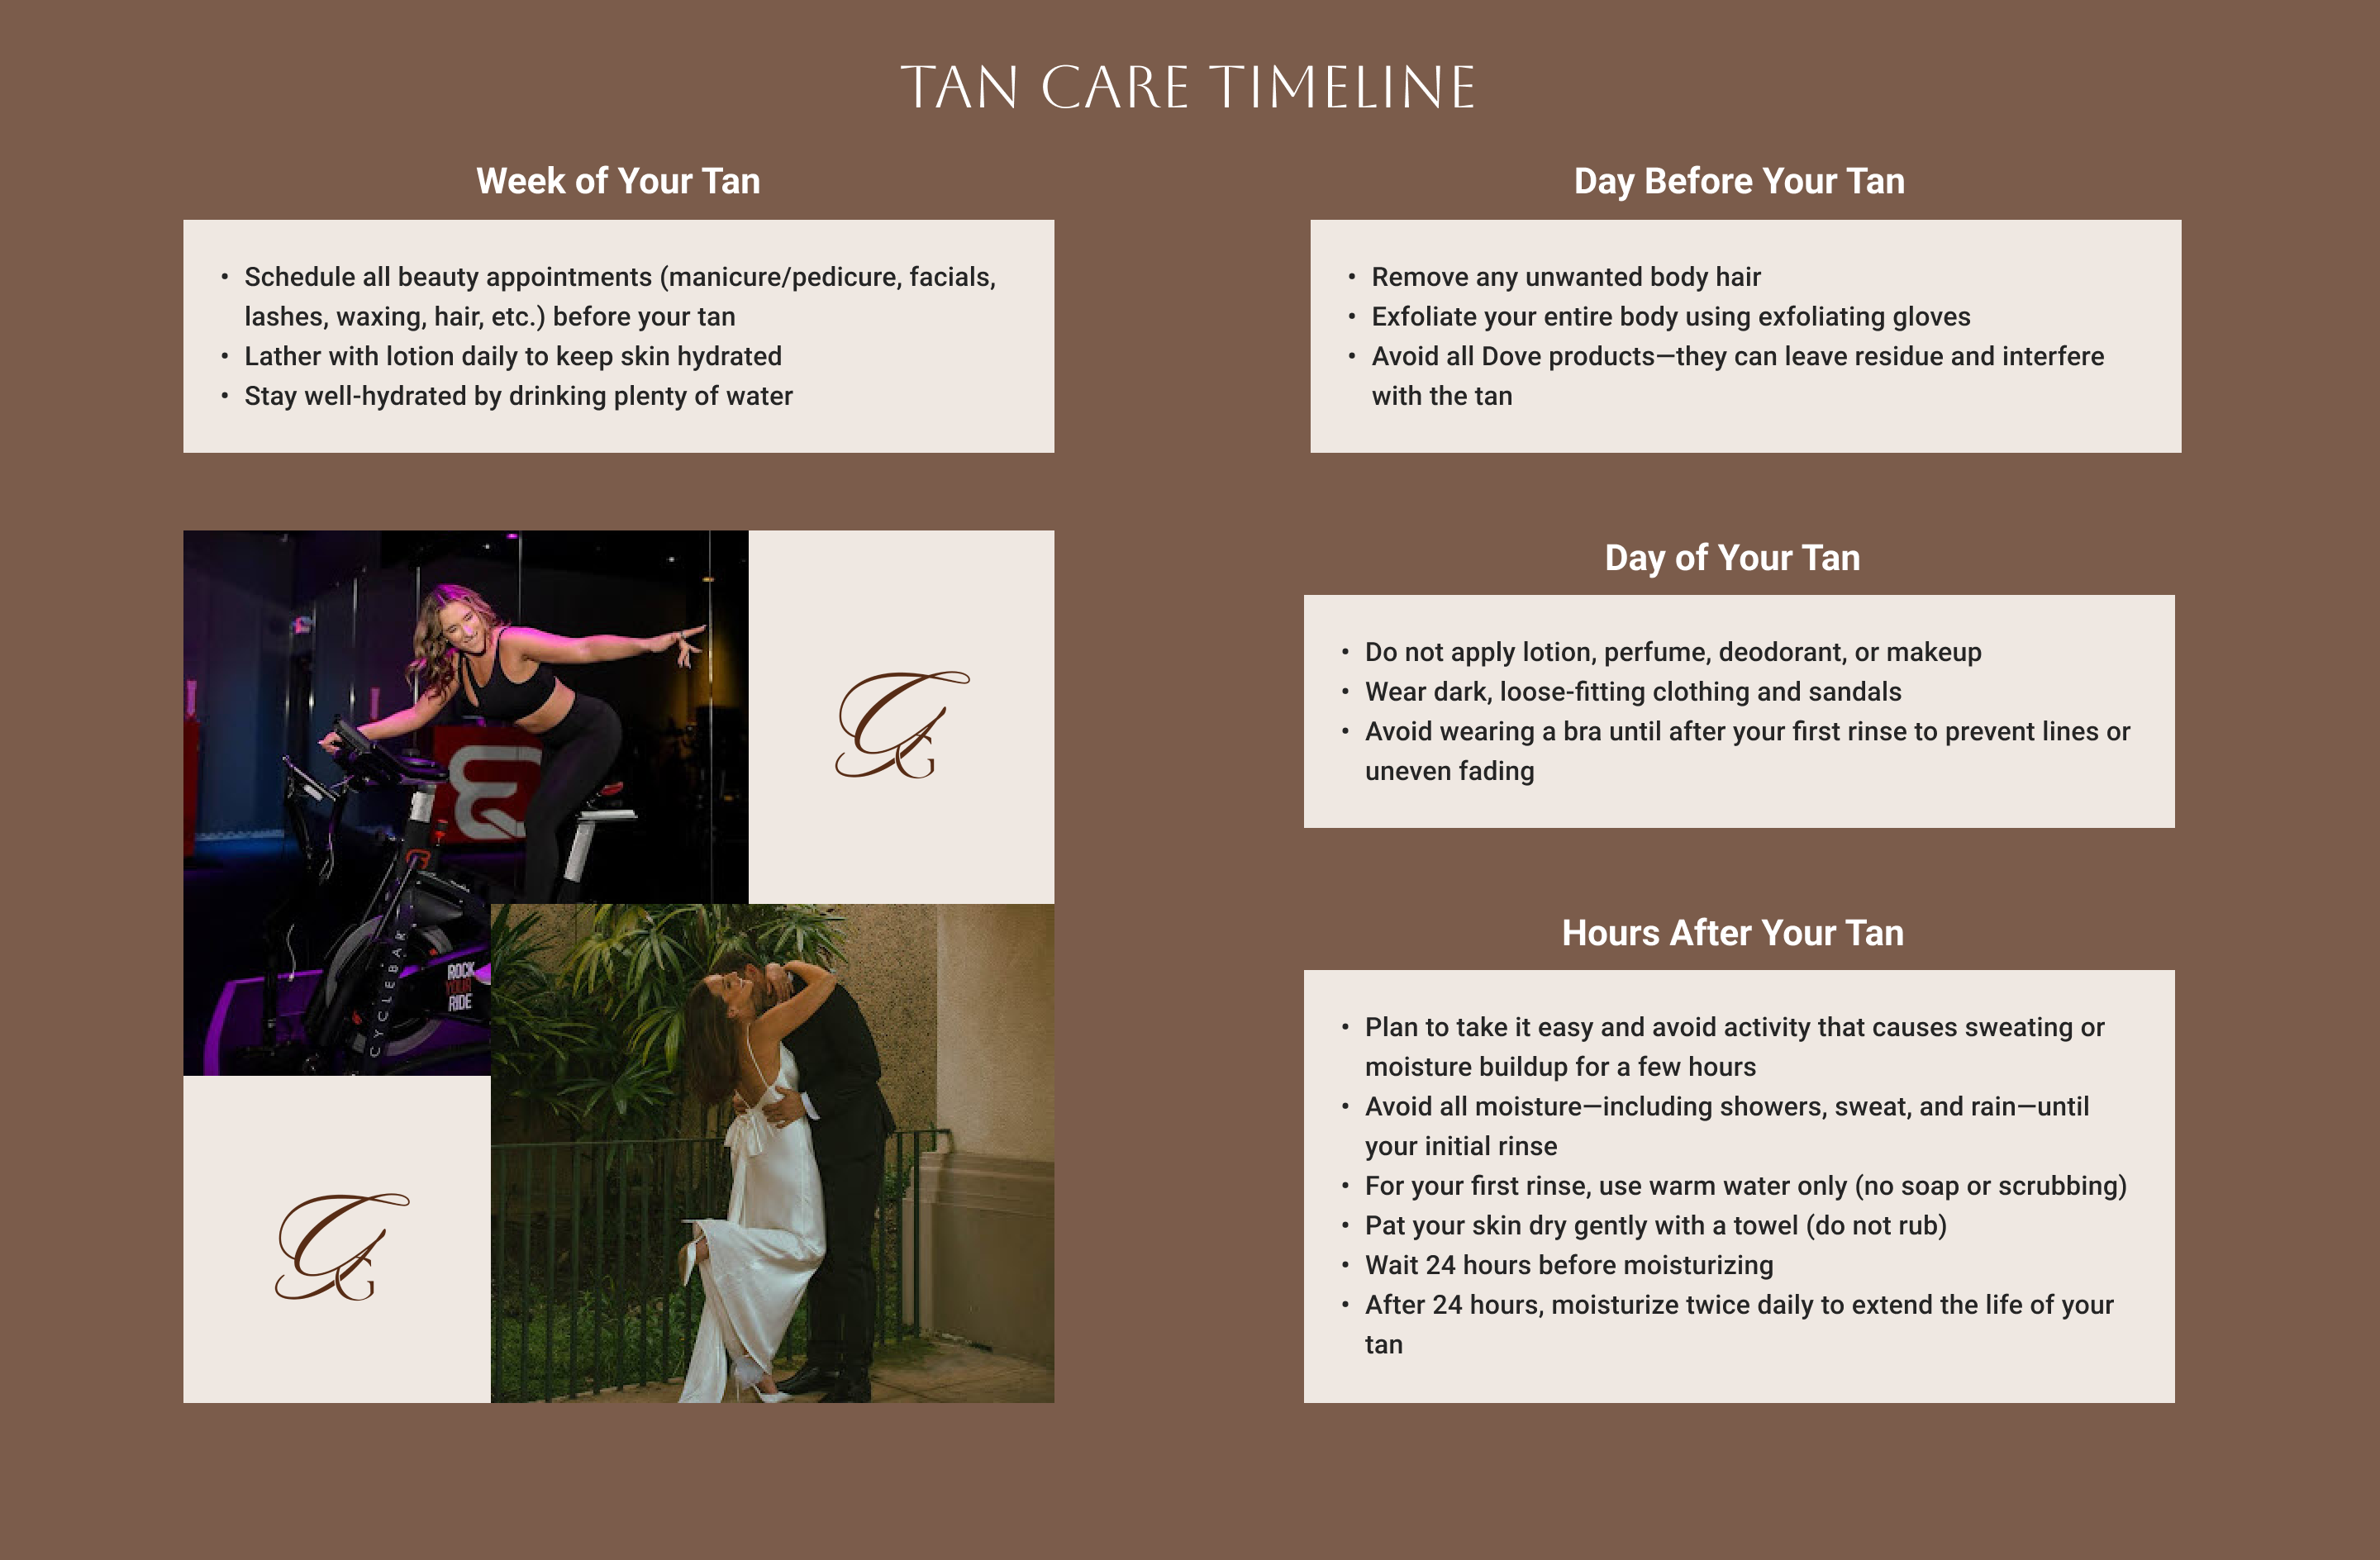 TAN CARE TIMELINE
Week of Your Tan
• Schedule all beauty appointments (manicure/pedicure, facials,
lashes, waxing, hair, etc.) before your tan
• Lather with lotion daily to keep skin hydrated
• Stay well-hydrated by drinking plenty of water
Day Before Your Tan
• Remove any unwanted body hair
• Exfoliate your entire body using exfoliating gloves
• Avoid all Dove products—they can leave residue and interfere
with the tan
CYCLEBAR
ROCK
YOUR
RIDE
Day of Your Tan
• Do not apply lotion, perfume, deodorant, or makeup
• Wear dark, loose-fitting clothing and sandals
• Avoid wearing a bra until after your first rinse to prevent lines or
uneven fading
Hours After Your Tan
• Plan to take it easy and avoid activity that causes sweating or
moisture buildup for a few hours
• Avoid all moisture—including showers, sweat, and rain—until
your initial rinse
• For your first rinse, use warm water only (no soap or scrubbing)
• Pat your skin dry gently with a towel (do not rub)
• Wait 24 hours before moisturizing
• After 24 hours, moisturize twice daily to extend the life of your
tan